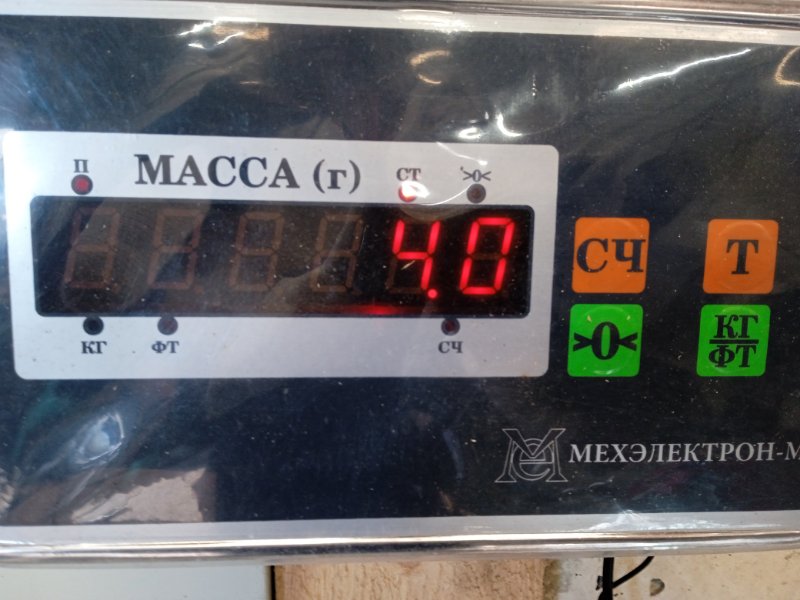 П МАССА (г) СТ >0<
4.0
КГ ФТ СЧ
СЧ Т
>0< КГ/ФТ
МЕХЭЛЕКТРОН-М